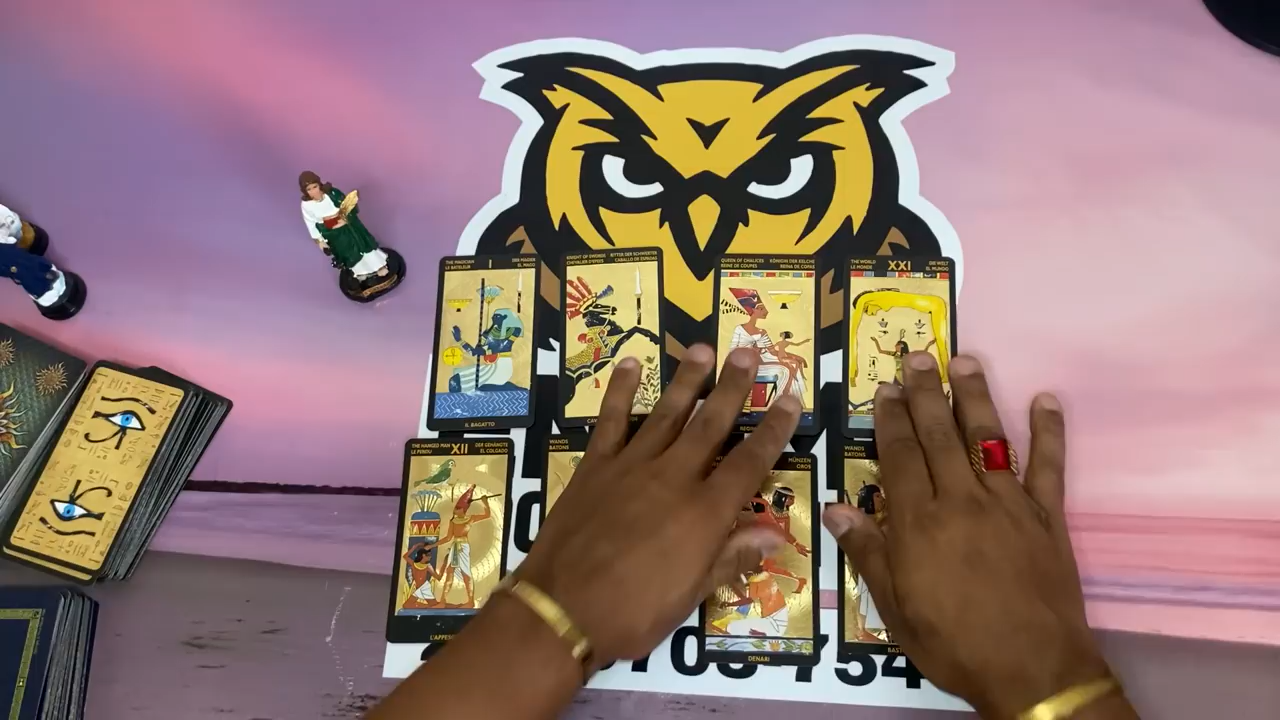 THE MAGICIAN
LE BATELEUR
I
DER MAGIER
EL MAGO
IL BAGATTO
KNIGHT OF SWORDS
CHEVALIER D'EPEES
RITTER DER SCHWERTER
CABALLO DE ESPADAS
QUEEN OF CHALICES
REINE DE COUPES
KÖNIGIN DER KELCHE
REINA DE COPAS
THE WORLD
LE MONDE
XXI
DIE WELT
EL MUNDO
THE HANGED MAN
LE PENDU
XII
DER GEHÄNGTE
EL COLGADO
WANDS
BATONS
MÜNZEN
OROS
DENARI
WANDS
BATONS
754